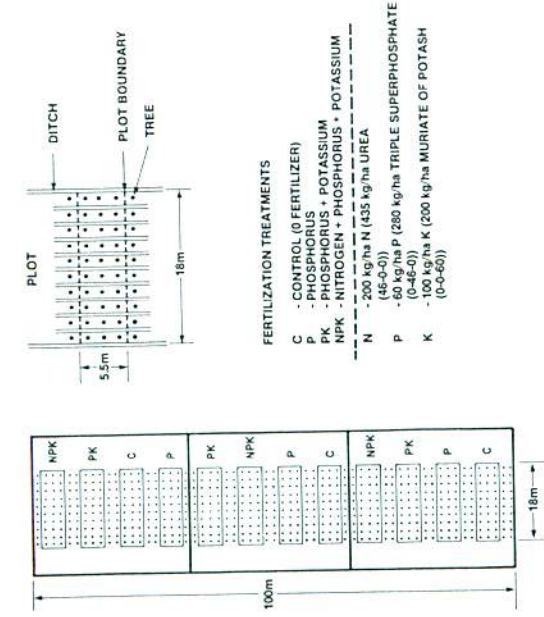 PLOT
DITCH
PLOT BOUNDARY
TREE
5.5m
18m
FERTILIZATION TREATMENTS
C - CONTROL (0 FERTILIZER)
P - PHOSPHORUS
PK - PHOSPHORUS + POTASSIUM
NPK - NITROGEN + PHOSPHORUS + POTASSIUM
N - 200 kg/ha N (435 kg/ha UREA
(46-0-0))
P - 60 kg/ha P (280 kg/ha TRIPLE SUPERPHOSPHATE
(0-46-0))
K - 100 kg/ha K (200 kg/ha MURIATE OF POTASH
(0-0-60))
NPK
PK
C
P
PK
NPK
P
C
NPK
PK
P
C
100m
18m